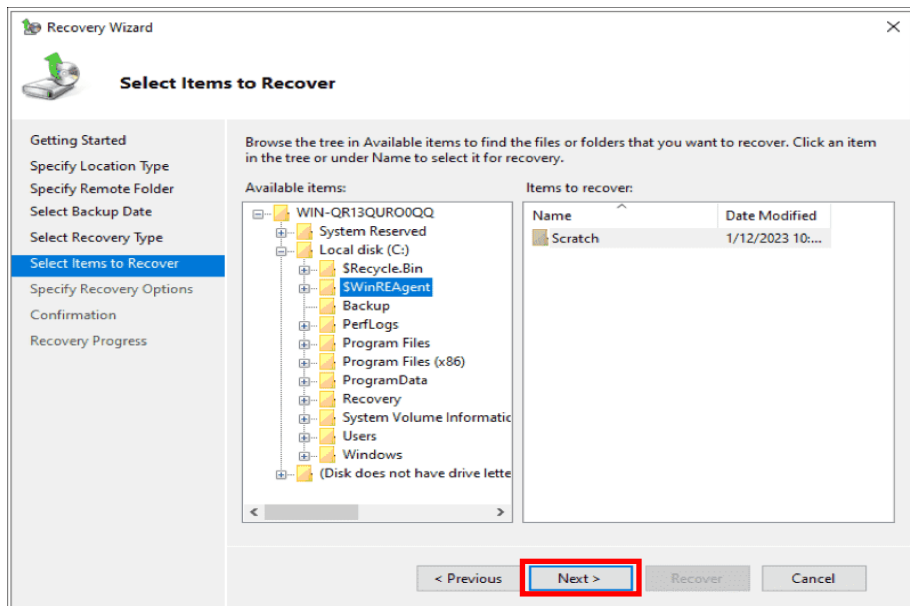 Recovery Wizard
Select Items to Recover
Getting Started
Specify Location Type
Specify Remote Folder
Select Backup Date
Select Recovery Type
Select Items to Recover
Specify Recovery Options
Confirmation
Recovery Progress
Browse the tree in Available items to find the files or folders that you want to recover. Click an item
in the tree or under Name to select it for recovery.
Available items:
WIN-QR13QURO0QQ
System Reserved
Local disk (C:)
$Recycle.Bin
$WinREAgent
Backup
PerfLogs
Program Files
Program Files (x86)
ProgramData
Recovery
System Volume Informatic
Users
Windows
(Disk does not have drive lette
Items to recover:
Name Date Modified
Scratch 1/12/2023 10:...
< Previous Next > Recover Cancel